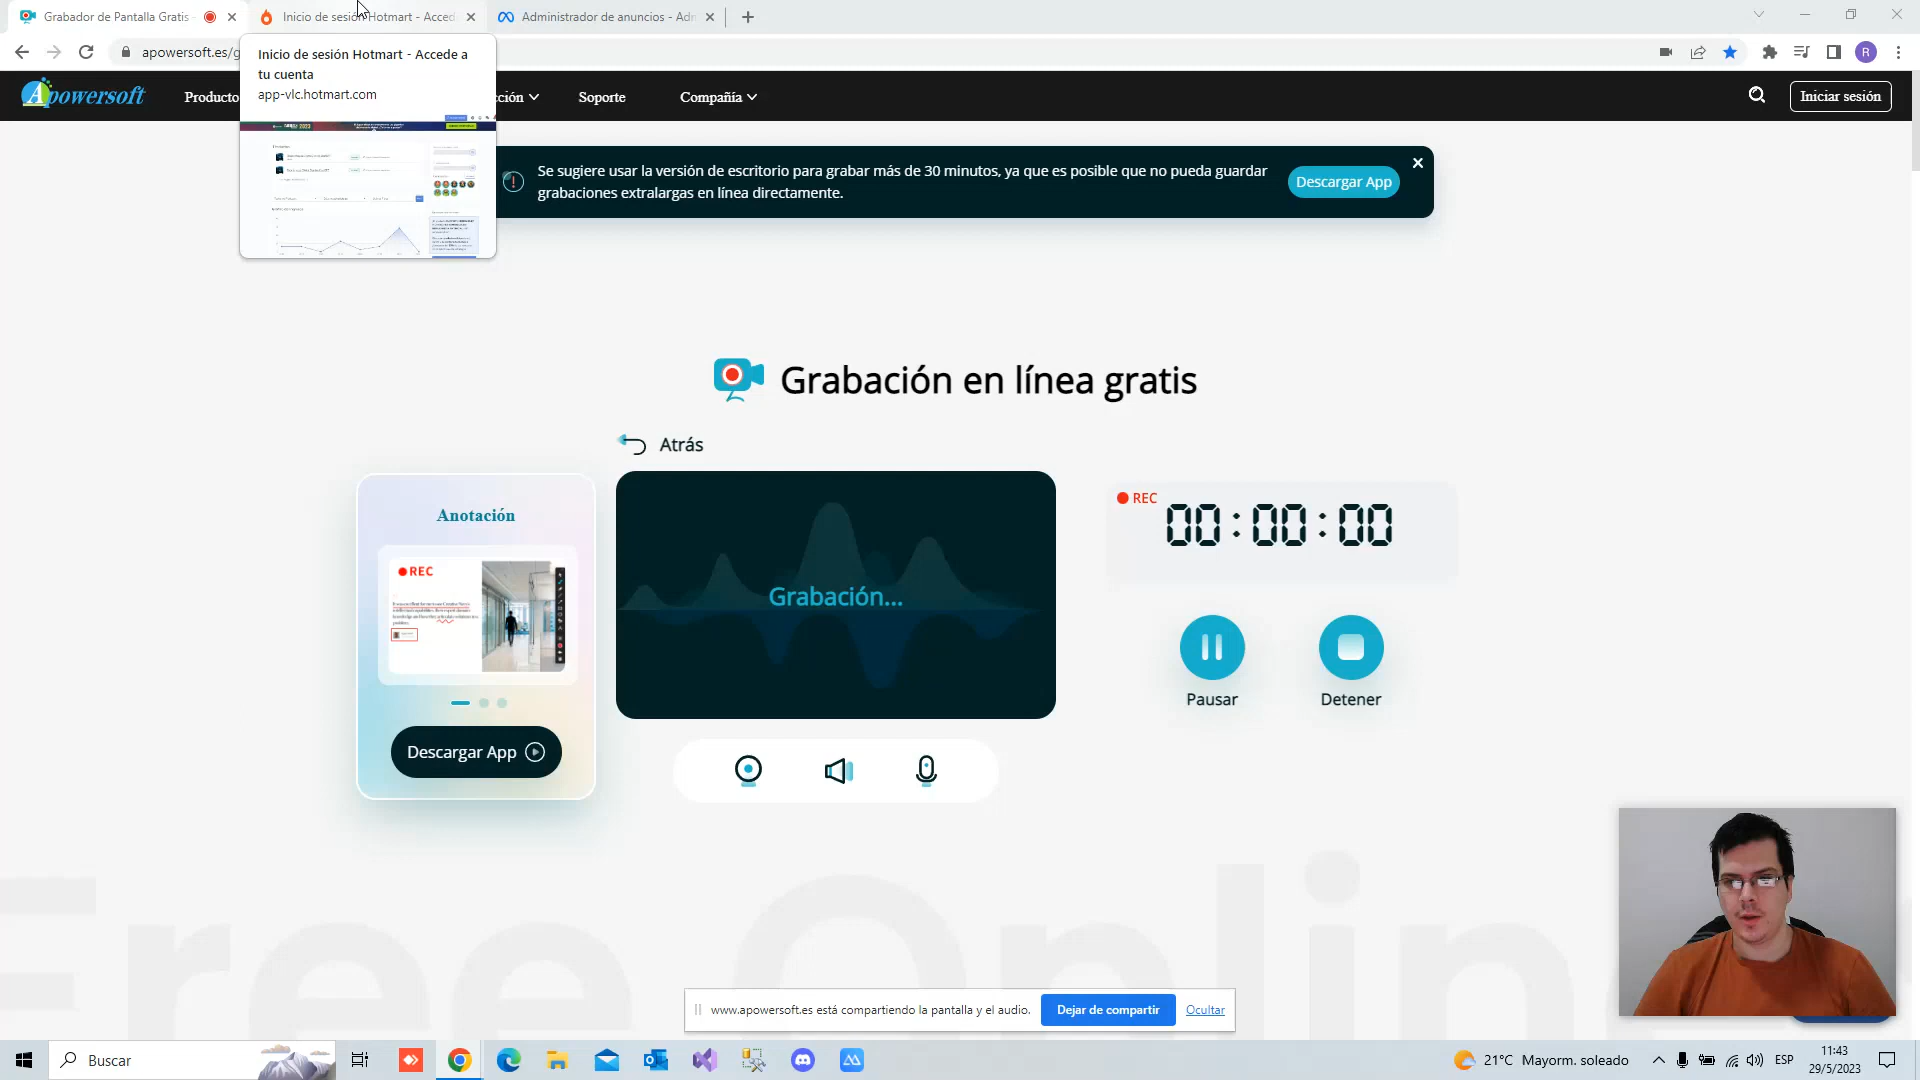 Grabador de Pantalla Gratis
Inicio de sesión Hotmart - Acced
Administrador de anuncios - Adm
apowersoft.es/g
R
Inicio de sesión Hotmart - Accede a
tu cuenta
app-vlc.hotmart.com
Apowersoft
Producto
cción
Soporte
Compañía
Iniciar sesión
Se sugiere usar la versión de escritorio para grabar más de 30 minutos, ya que es posible que no pueda guardar
grabaciones extralargas en línea directamente.
Descargar App
Grabación en línea gratis
Atrás
Anotación
REC
Descargar App
Grabación...
REC
00:00:00
Pausar
Detener
Free Online
www.apowersoft.es está compartiendo la pantalla y el audio.
Dejar de compartir
Ocultar
Buscar
21°C Mayorm. soleado
ESP
11:43
29/5/2023